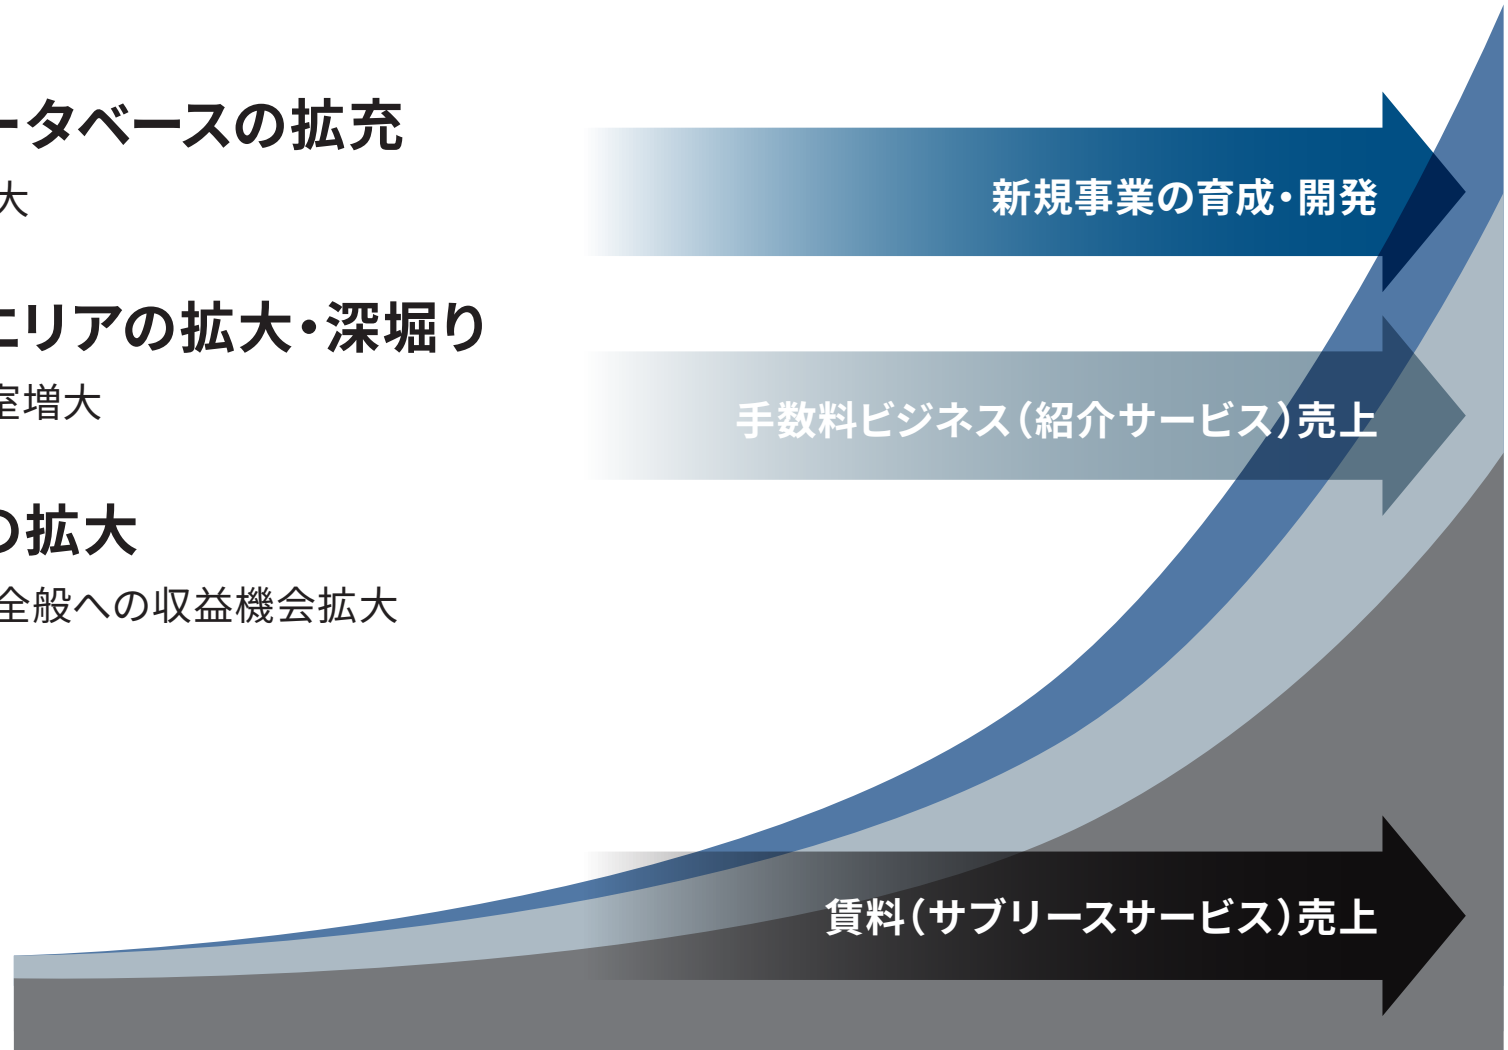 ータベースの拡充
大
新規事業の育成・開発
エリアの拡大・深堀り
室増大
手数料ビジネス（紹介サービス）売上
の拡大
全般への収益機会拡大
賃料（サブリースサービス）売上